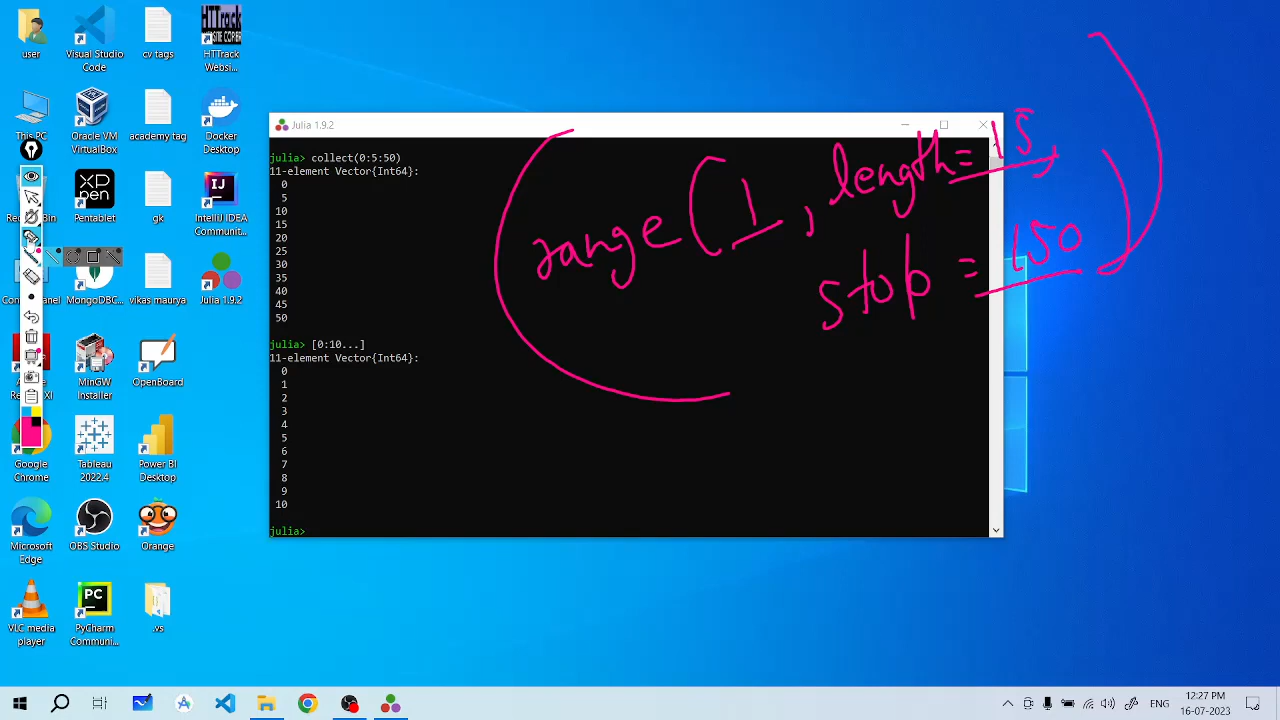 user
Visual Studio
Code
cv tags
HTTrack
HTTrack
Websi...
This PC
Oracle VM
VirtualBox
academy tag
Docker
Desktop
Pentablet
gk
IntelliJ IDEA
Communit...
MongoDBC...
vikas maurya
Julia 1.9.2
MinGW
Installer
OpenBoard
Google
Chrome
Tableau
2022.4
Power BI
Desktop
Microsoft
Edge
OBS Studio
Orange
VLC media
player
PyCharm
Communi...
.vs
Julia 1.9.2
julia> collect(0:5:50)
11-element Vector{Int64}:
0
5
10
15
20
25
30
35
40
45
50
julia> [0:10...]
11-element Vector{Int64}:
0
1
2
3
4
5
6
7
8
9
10
julia>
(range(1, length=15,
stop=150))
ENG
12:27 PM
16-07-2023